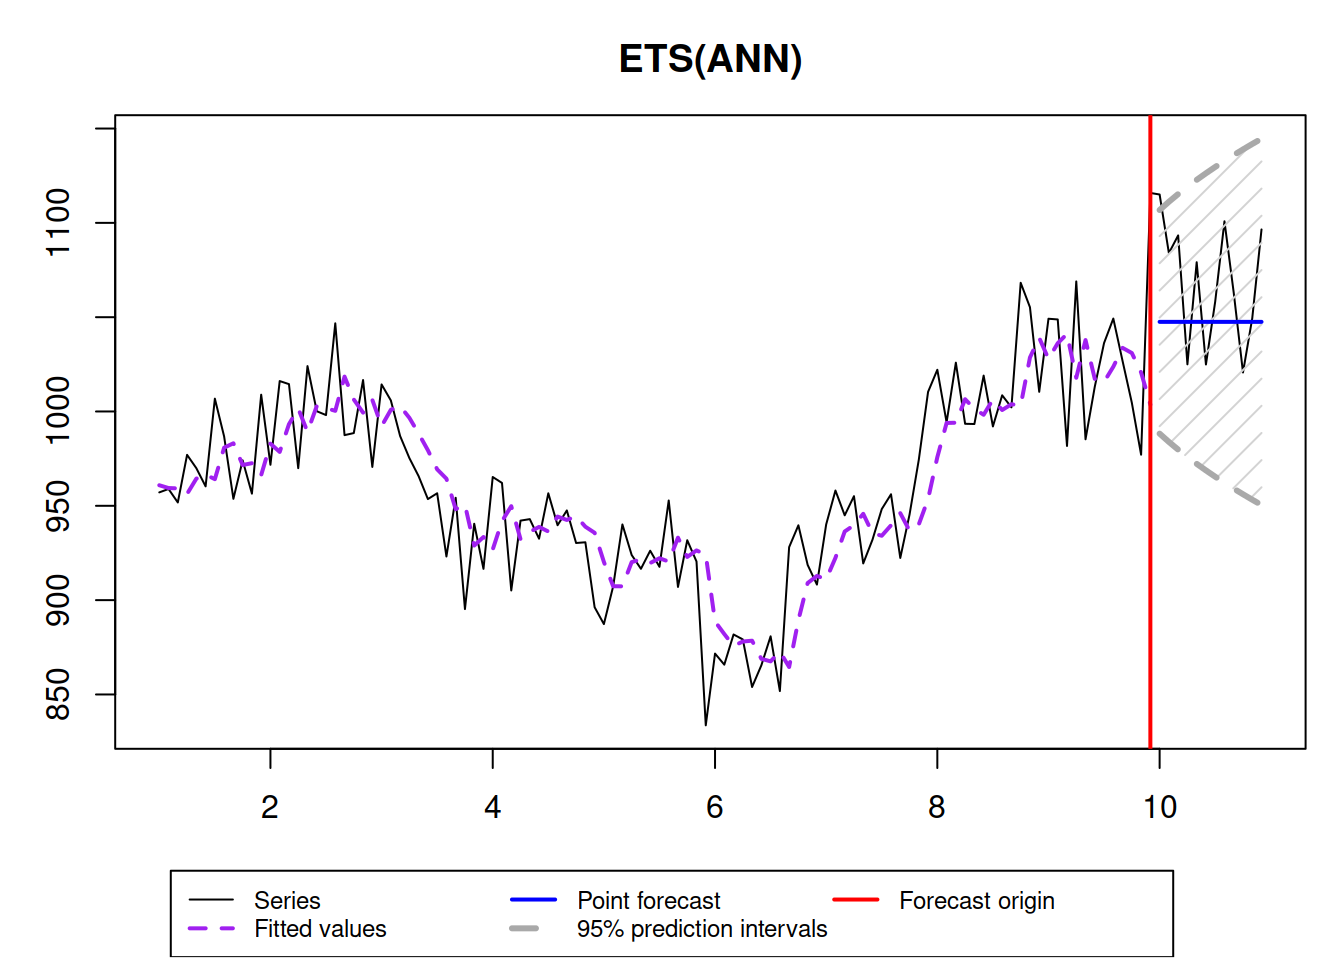 ETS(ANN)
1100
1000
950
900
850
2 4 6 8 10
Series Point forecast Forecast origin
Fitted values 95% prediction intervals